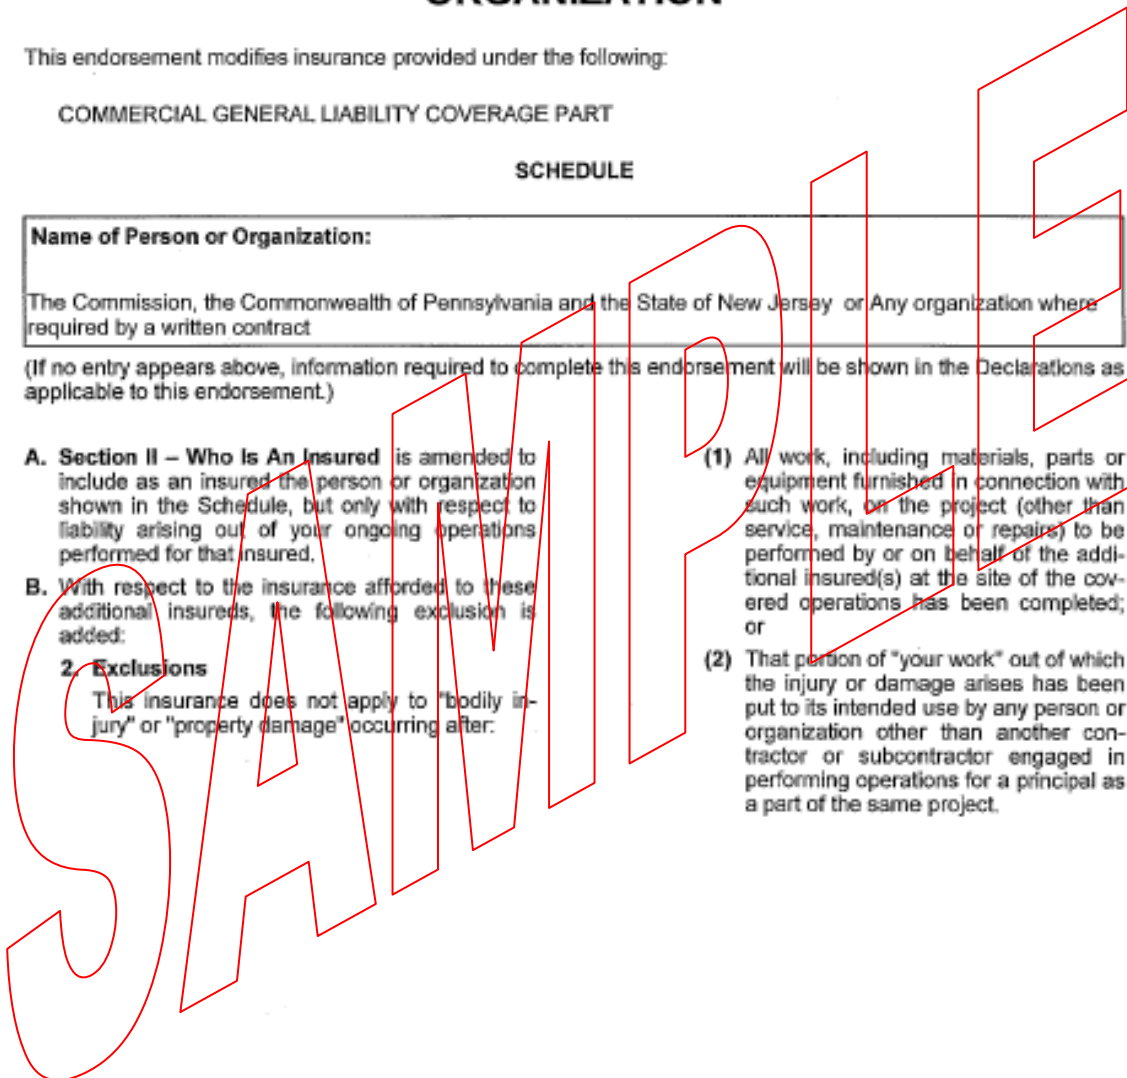 ORGANIZATION
This endorsement modifies insurance provided under the following:
COMMERCIAL GENERAL LIABILITY COVERAGE PART
SCHEDULE
Name of Person or Organization:
The Commission, the Commonwealth of Pennsylvania and the State of New Jersey or Any organization where
required by a written contract
(If no entry appears above, information required to complete this endorsement will be shown in the Declarations as
applicable to this endorsement.)
A. Section II – Who Is An Insured is amended to
include as an insured the person or organization
shown in the Schedule, but only with respect to
liability arising out of your ongoing operations
performed for that insured.
B. With respect to the insurance afforded to these
additional insureds, the following exclusion is
added:
2. Exclusions
This insurance does not apply to "bodily in-
jury" or "property damage" occurring after:
(1) All work, including materials, parts or
equipment furnished in connection with
such work, on the project (other than
service, maintenance or repairs) to be
performed by or on behalf of the addi-
tional insured(s) at the site of the cov-
ered operations has been completed;
or
(2) That portion of "your work" out of which
the injury or damage arises has been
put to its intended use by any person or
organization other than another con-
tractor or subcontractor engaged in
performing operations for a principal as
a part of the same project.
SAMPLE